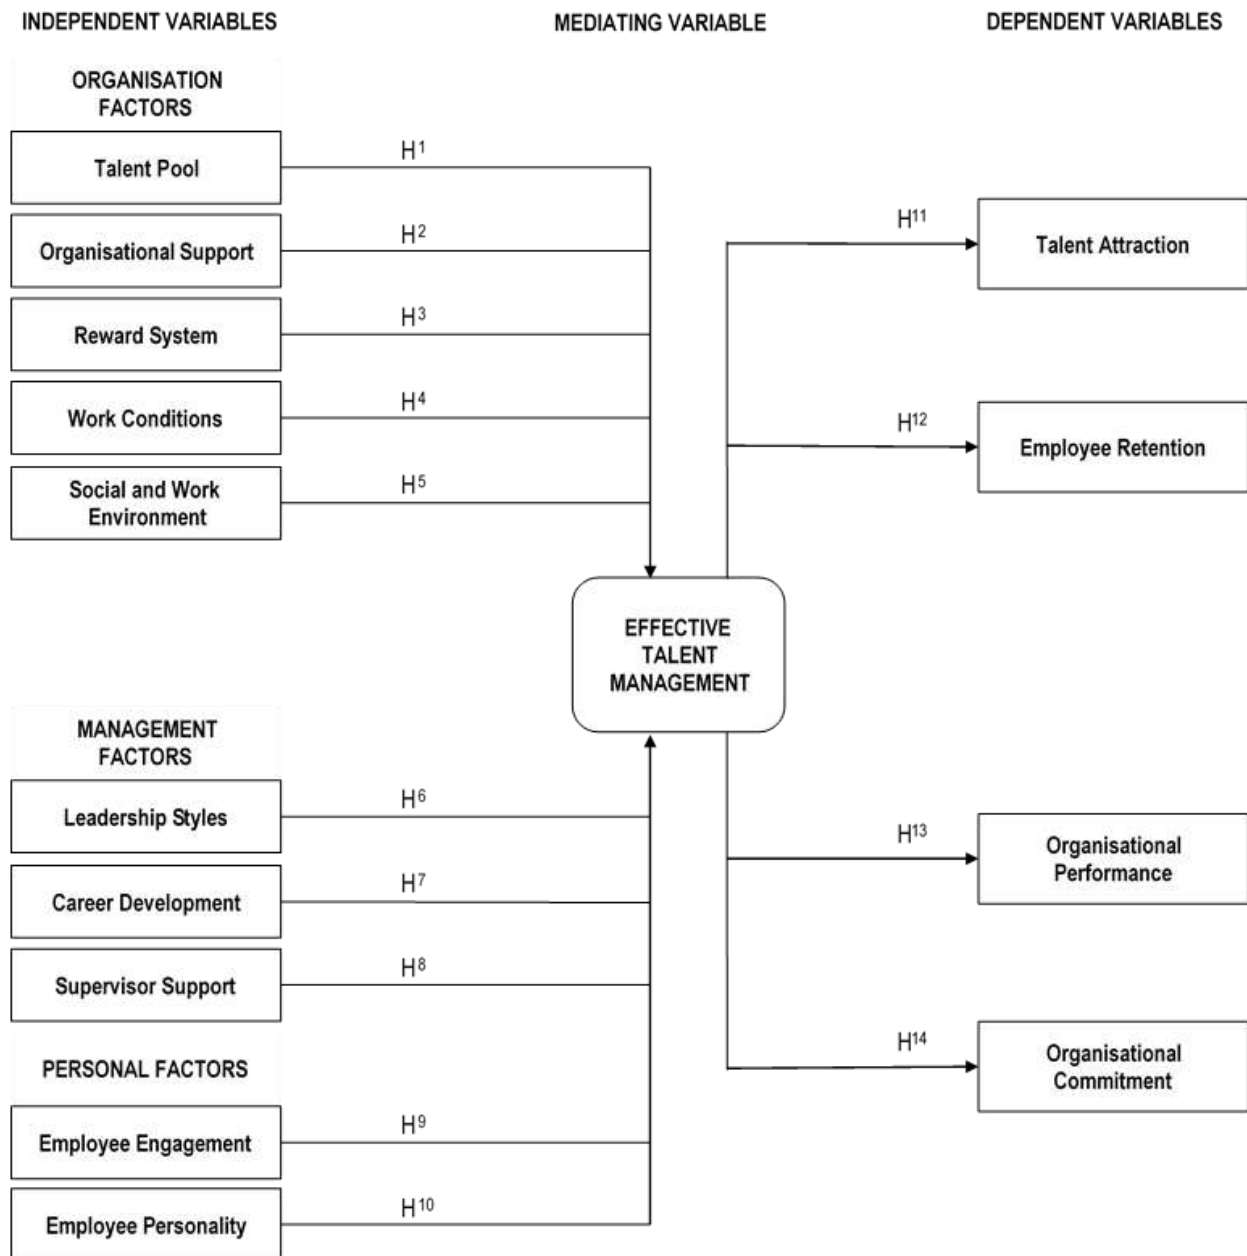 INDEPENDENT VARIABLES
MEDIATING VARIABLE
DEPENDENT VARIABLES
ORGANISATION
FACTORS
Talent Pool
H1
Organisational Support
H2
Reward System
H3
Work Conditions
H4
Social and Work
Environment
H5
MANAGEMENT
FACTORS
Leadership Styles
H6
Career Development
H7
Supervisor Support
H8
PERSONAL FACTORS
Employee Engagement
H9
Employee Personality
H10
EFFECTIVE
TALENT
MANAGEMENT
H11
Talent Attraction
H12
Employee Retention
H13
Organisational
Performance
H14
Organisational
Commitment